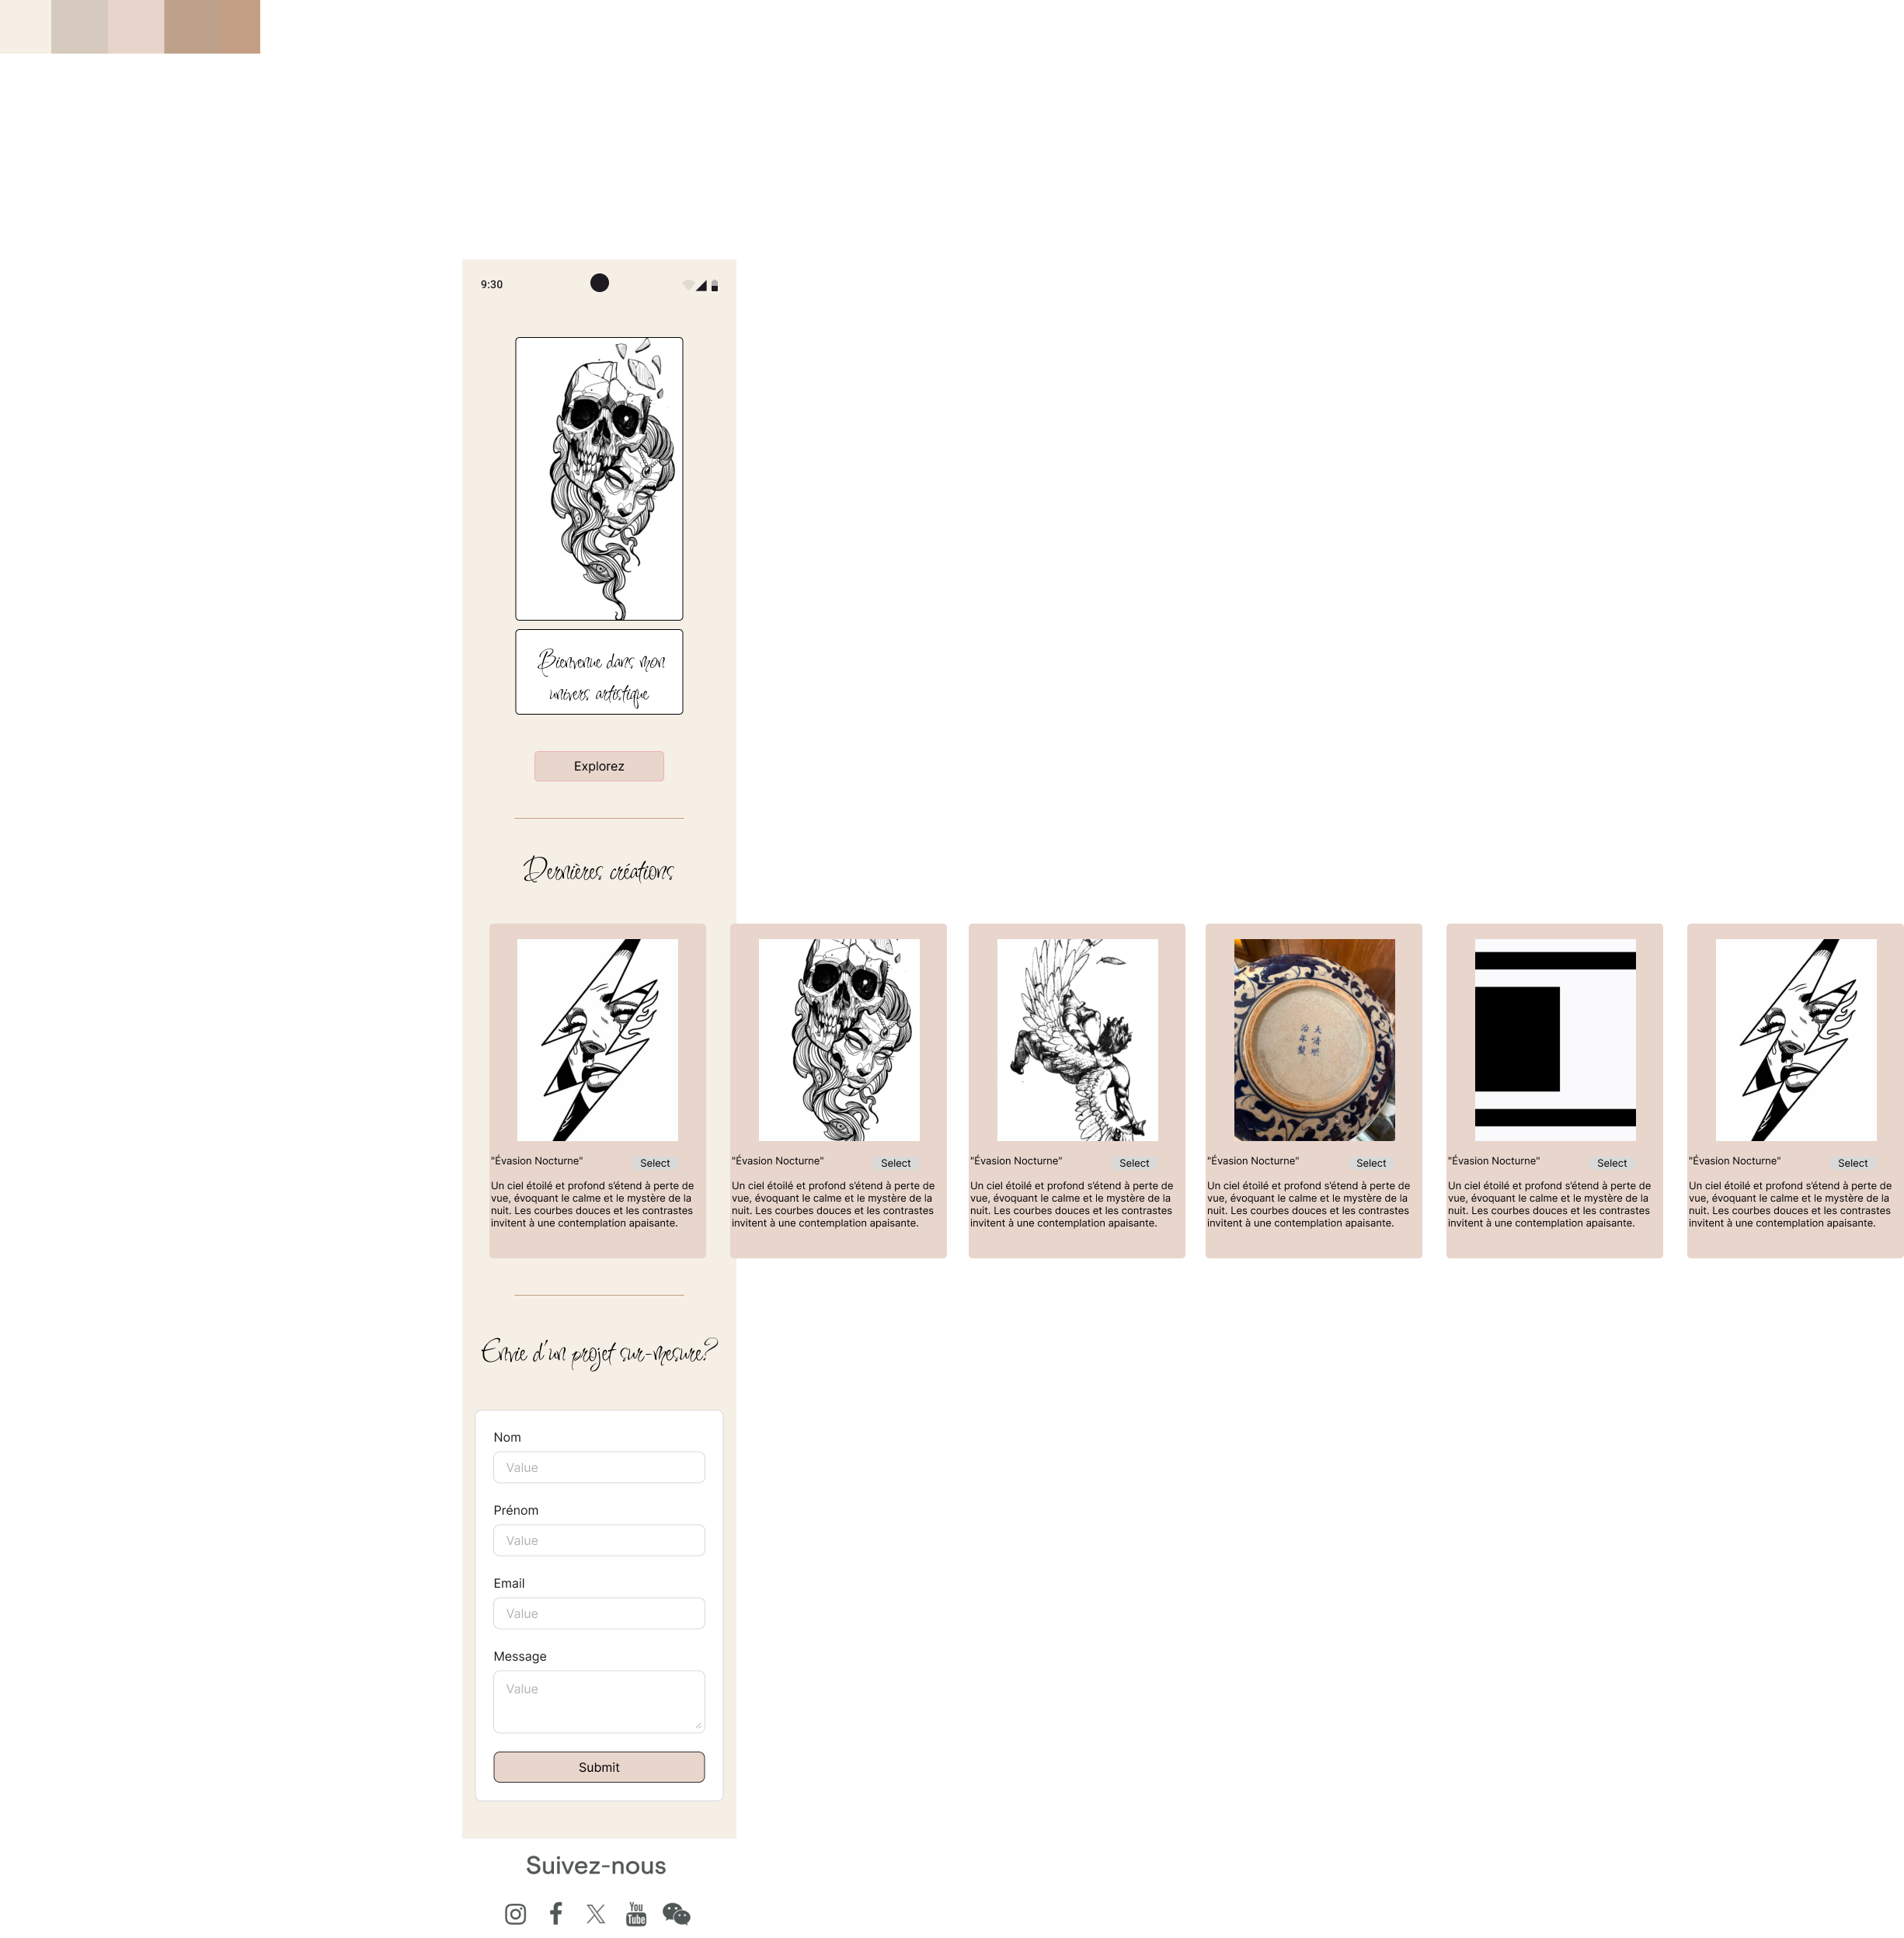 9:30
Bienvenue dans mon
univers artistique
Explorez
Dernières créations
"Évasion Nocturne"
Select
Un ciel étoilé et profond s'étend à perte de
vue, évoquant le calme et le mystère de la
nuit. Les courbes douces et les contrastes
invitent à une contemplation apaisante.
"Évasion Nocturne"
Select
Un ciel étoilé et profond s'étend à perte de
vue, évoquant le calme et le mystère de la
nuit. Les courbes douces et les contrastes
invitent à une contemplation apaisante.
"Évasion Nocturne"
Select
Un ciel étoilé et profond s'étend à perte de
vue, évoquant le calme et le mystère de la
nuit. Les courbes douces et les contrastes
invitent à une contemplation apaisante.
"Évasion Nocturne"
Select
Un ciel étoilé et profond s'étend à perte de
vue, évoquant le calme et le mystère de la
nuit. Les courbes douces et les contrastes
invitent à une contemplation apaisante.
"Évasion Nocturne"
Select
Un ciel étoilé et profond s'étend à perte de
vue, évoquant le calme et le mystère de la
nuit. Les courbes douces et les contrastes
invitent à une contemplation apaisante.
"Évasion Nocturne"
Select
Un ciel étoilé et profond s'étend à perte de
vue, évoquant le calme et le mystère de la
nuit. Les courbes douces et les contrastes
invitent à une contemplation apaisante.
Envie d'un projet sur-mesure?
Nom
Value
Prénom
Value
Email
Value
Message
Value
Submit
Suivez-nous
You
Tube